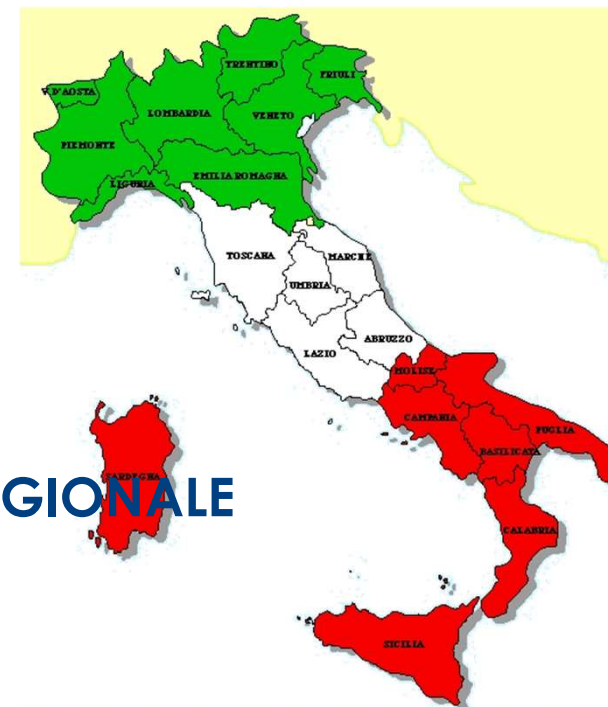 TRENTINO
FRIULI
V.D'AOSTA
LOMBARDIA
VENETO
PIEMONTE
EMILIA ROMAGNA
LIGURIA
TOSCANA
MARCHE
UMBRIA
ABRUZZO
LAZIO
MOLISE
CAMPANIA
PUGLIA
BASILICATA
SARDEGNA
GIONALE
CALABRIA
SICILIA